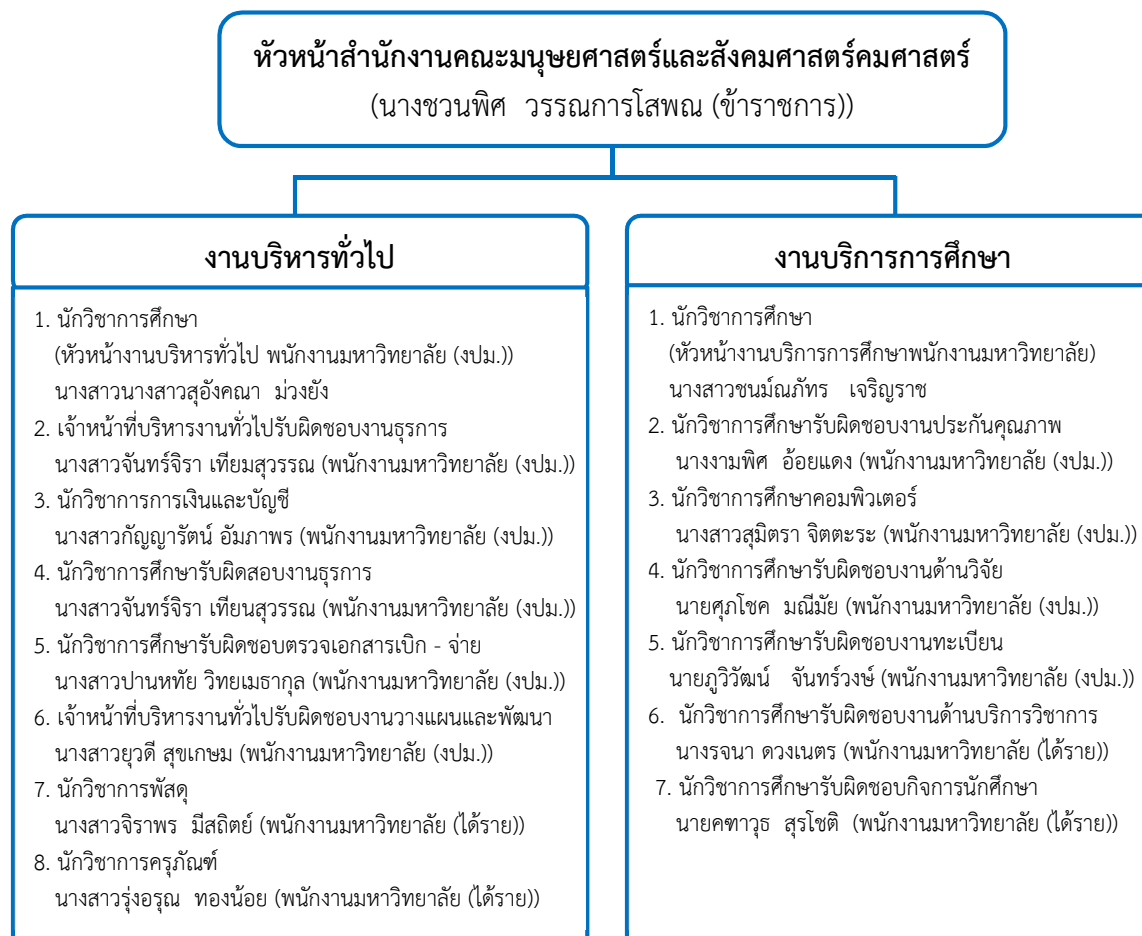 หัวหน้าสำนักงานคณะมนุษยศาสตร์และสังคมศาสตร์คมศาสตร์
(นางชวนพิศ วรรณการโสพณ (ข้าราชการ))
งานบริหารทั่วไป
1. นักวิชาการศึกษา
(หัวหน้างานบริหารทั่วไป พนักงานมหาวิทยาลัย (งปม.))
นางสาวนางสาวสุอังคณา ม่วงยัง
2. เจ้าหน้าที่บริหารงานทั่วไปรับผิดชอบงานธุรการ
นางสาวจันทร์จิรา เทียมสุวรรณ (พนักงานมหาวิทยาลัย (งปม.))
3. นักวิชาการการเงินและบัญชี
นางสาวกัญญารัตน์ อัมภาพร (พนักงานมหาวิทยาลัย (งปม.))
4. นักวิชาการศึกษารับผิดสอบงานธุรการ
นางสาวจันทร์จิรา เทียนสุวรรณ (พนักงานมหาวิทยาลัย (งปม.))
5. นักวิชาการศึกษารับผิดชอบตรวจเอกสารเบิก - จ่าย
นางสาวปานหทัย วิทยเมธากุล (พนักงานมหาวิทยาลัย (งปม.))
6. เจ้าหน้าที่บริหารงานทั่วไปรับผิดชอบงานวางแผนและพัฒนา
นางสาวยุวดี สุขเกษม (พนักงานมหาวิทยาลัย (งปม.))
7. นักวิชาการพัสดุ
นางสาวจิราพร มีสถิตย์ (พนักงานมหาวิทยาลัย (ได้ราย))
8. นักวิชาการครุภัณฑ์
นางสาวรุ่งอรุณ ทองน้อย (พนักงานมหาวิทยาลัย (ได้ราย))
งานบริการการศึกษา
1. นักวิชาการศึกษา
(หัวหน้างานบริการการศึกษาพนักงานมหาวิทยาลัย)
นางสาวชนม์ณภัทร เจริญราช
2. นักวิชาการศึกษารับผิดชอบงานประกันคุณภาพ
นางงามพิศ อ้อยแดง (พนักงานมหาวิทยาลัย (งปม.))
3. นักวิชาการศึกษาคอมพิวเตอร์
นางสาวสุมิตรา จิตตะระ (พนักงานมหาวิทยาลัย (งปม.))
4. นักวิชาการศึกษารับผิดชอบงานด้านวิจัย
นายศุภโชค มณีมัย (พนักงานมหาวิทยาลัย (งปม.))
5. นักวิชาการศึกษารับผิดชอบงานทะเบียน
นายภูวิวัฒน์ จันทร์วงษ์ (พนักงานมหาวิทยาลัย (งปม.))
6. นักวิชาการศึกษารับผิดชอบงานด้านบริการวิชาการ
นางรจนา ดวงเนตร (พนักงานมหาวิทยาลัย (ได้ราย))
7. นักวิชาการศึกษารับผิดชอบกิจการนักศึกษา
นายคฑาวุธ สุรโชติ (พนักงานมหาวิทยาลัย (ได้ราย))